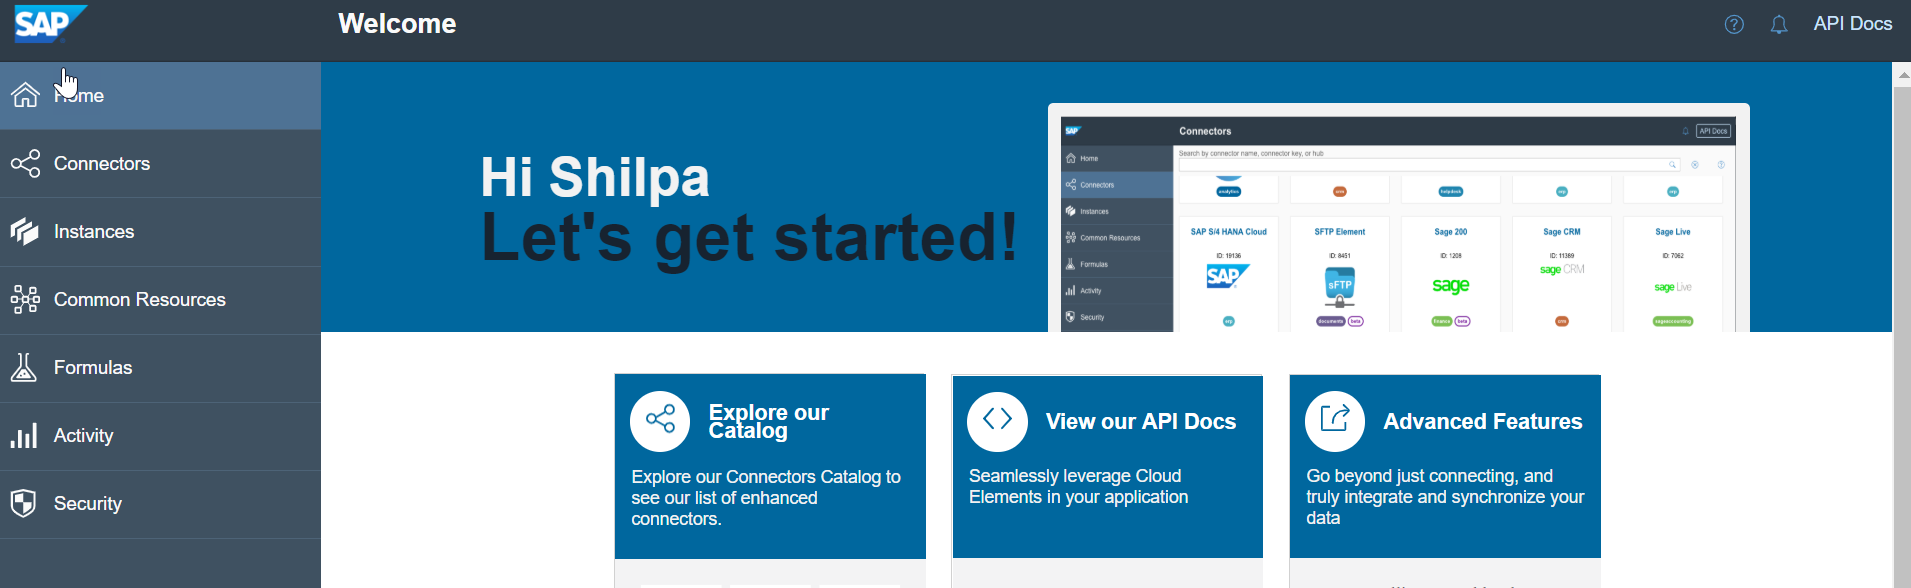 SAP
Welcome
API Docs
Home
Connectors
Instances
Common Resources
Formulas
Activity
Security
Hi Shilpa
Let's get started!
SAP
Connectors
API Docs
Home
Connectors
Instances
Common Resources
Formulas
Activity
Security
Search by connector name, connector key, or hub
analytics
crm
helpdesk
erp
erp
SAP S/4 HANA Cloud
ID: 19136
SAP
erp
SFTP Element
ID: 8451
sFTP
documents beta
Sage 200
ID: 1209
sage
finance beta
Sage CRM
ID: 11389
sage CRM
crm
Sage Live
ID: 7062
sage Live
sageaccounting
Explore our
Catalog
Explore our Connectors Catalog to
see our list of enhanced
connectors.
View our API Docs
Seamlessly leverage Cloud
Elements in your application
Advanced Features
Go beyond just connecting, and
truly integrate and synchronize your
data